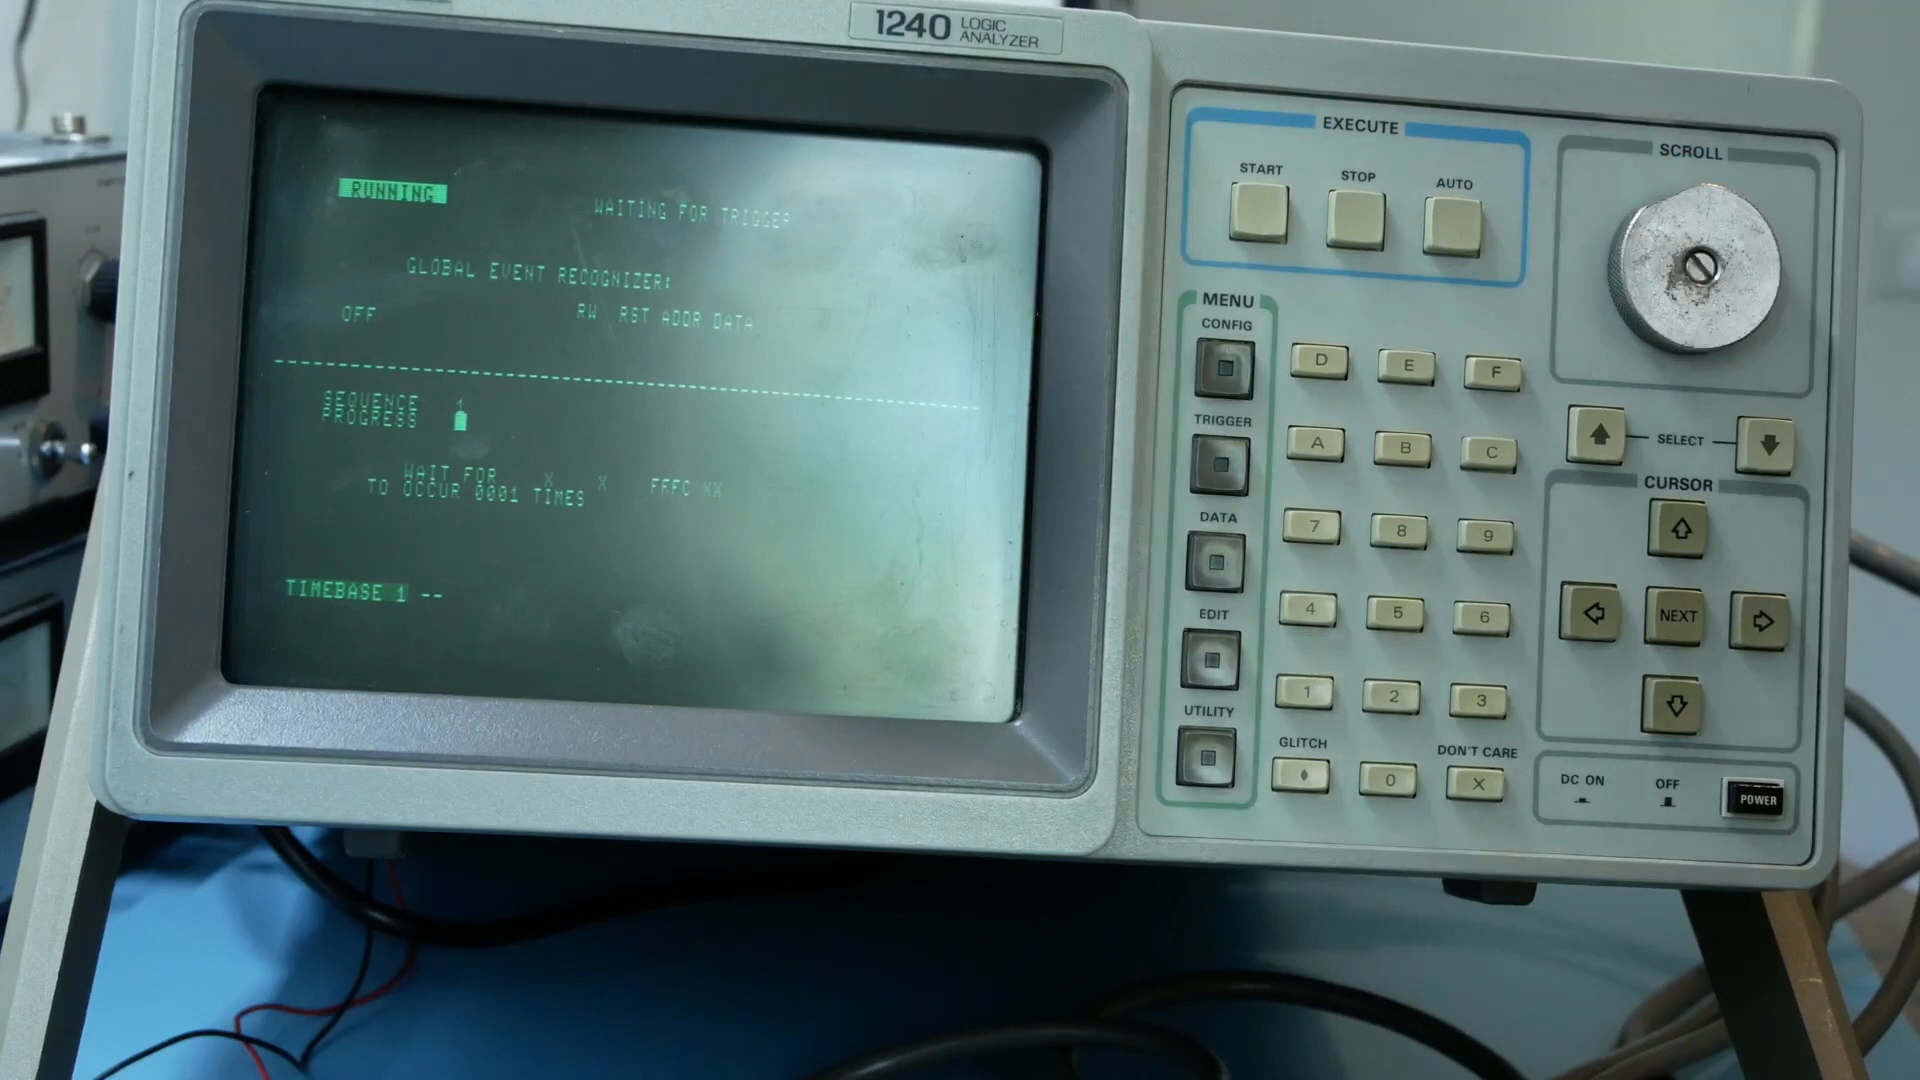 1240 LOGIC ANALYZER
RUNNING
WAITING FOR TRIGGER
GLOBAL EVENT RECOGNIZER:
OFF RW RST ADDR DATA
SEQUENCE 1
PROGRESS
WAIT FOR X X FFFC XX
TO OCCUR 0001 TIMES
TIMEBASE 1 --
EXECUTE
START STOP AUTO
SCROLL
MENU
CONFIG
D E F
TRIGGER
A B C
SELECT
CURSOR
DATA
7 8 9
EDIT
4 5 6
NEXT
UTILITY
1 2 3
GLITCH DON'T CARE
0 X
DC ON OFF POWER